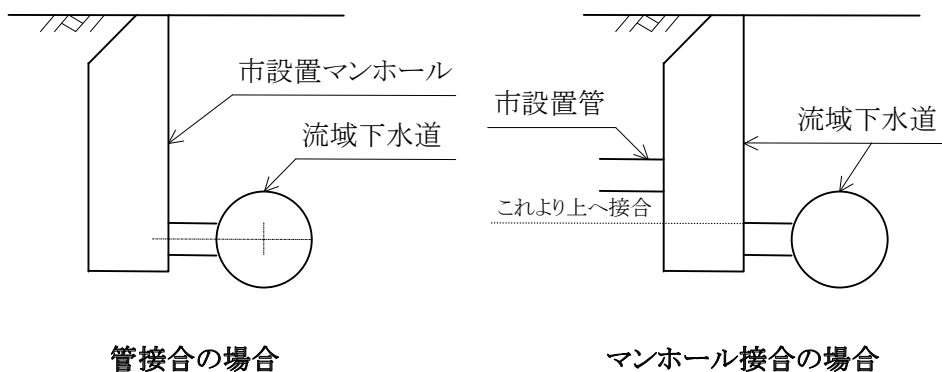 市設置マンホール
流域下水道
管接合の場合
市設置管
流域下水道
これより上へ接合
マンホール接合の場合